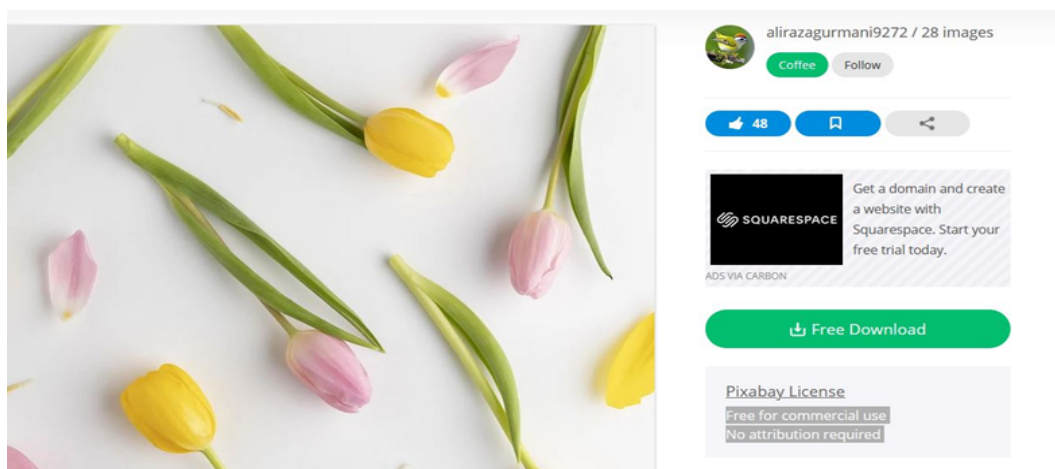 alirazagurmani9272 / 28 images
Coffee
Follow
48
SQUARESPACE
Get a domain and create
a website with
Squarespace. Start your
free trial today.
ADS VIA CARBON
Free Download
Pixabay License
Free for commercial use
No attribution required